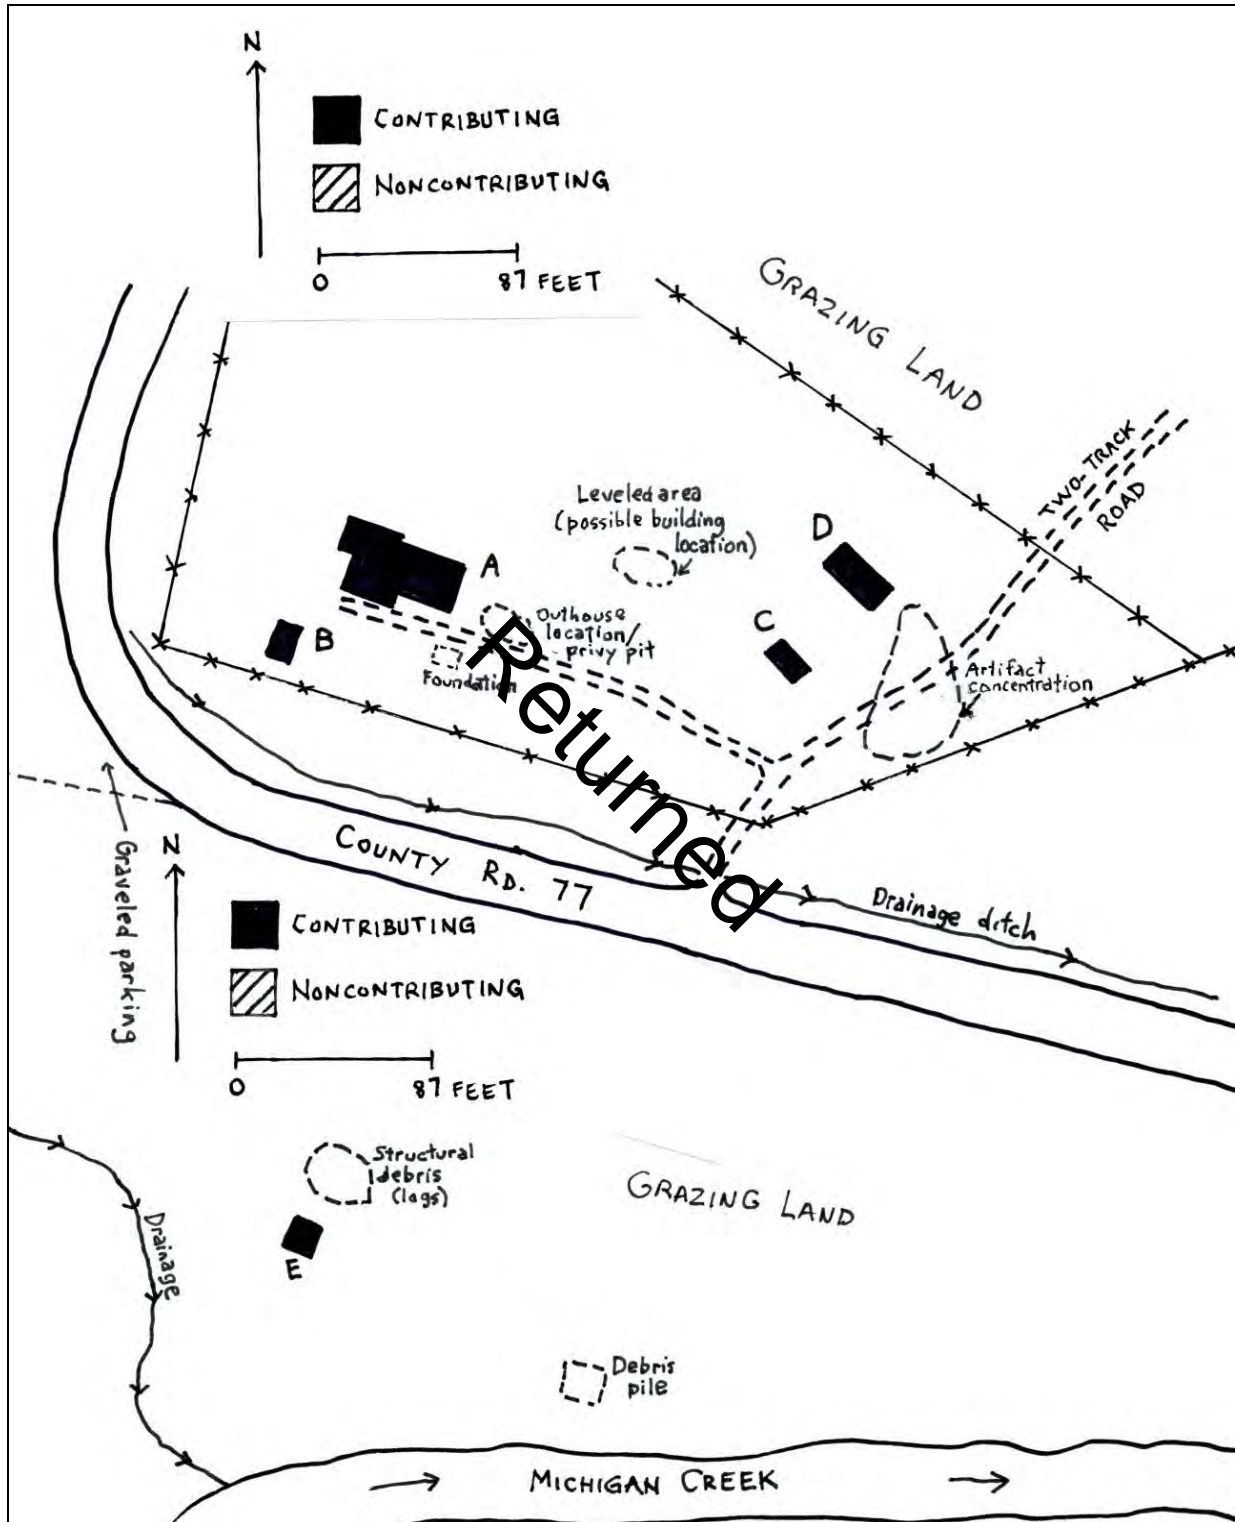 N
CONTRIBUTING
NONCONTRIBUTING
0 87 FEET
GRAZING LAND
TWO-TRACK
ROAD
Leveled area
(possible building
location)
D
A
C
B
Outhouse
location/
privy pit
Foundation
Artifact
concentration
Returned
COUNTY RD. 77
Drainage ditch
Graveled parking
N
CONTRIBUTING
NONCONTRIBUTING
0 87 FEET
Structural
debris
(logs)
GRAZING LAND
Drainage
E
Debris
pile
MICHIGAN CREEK